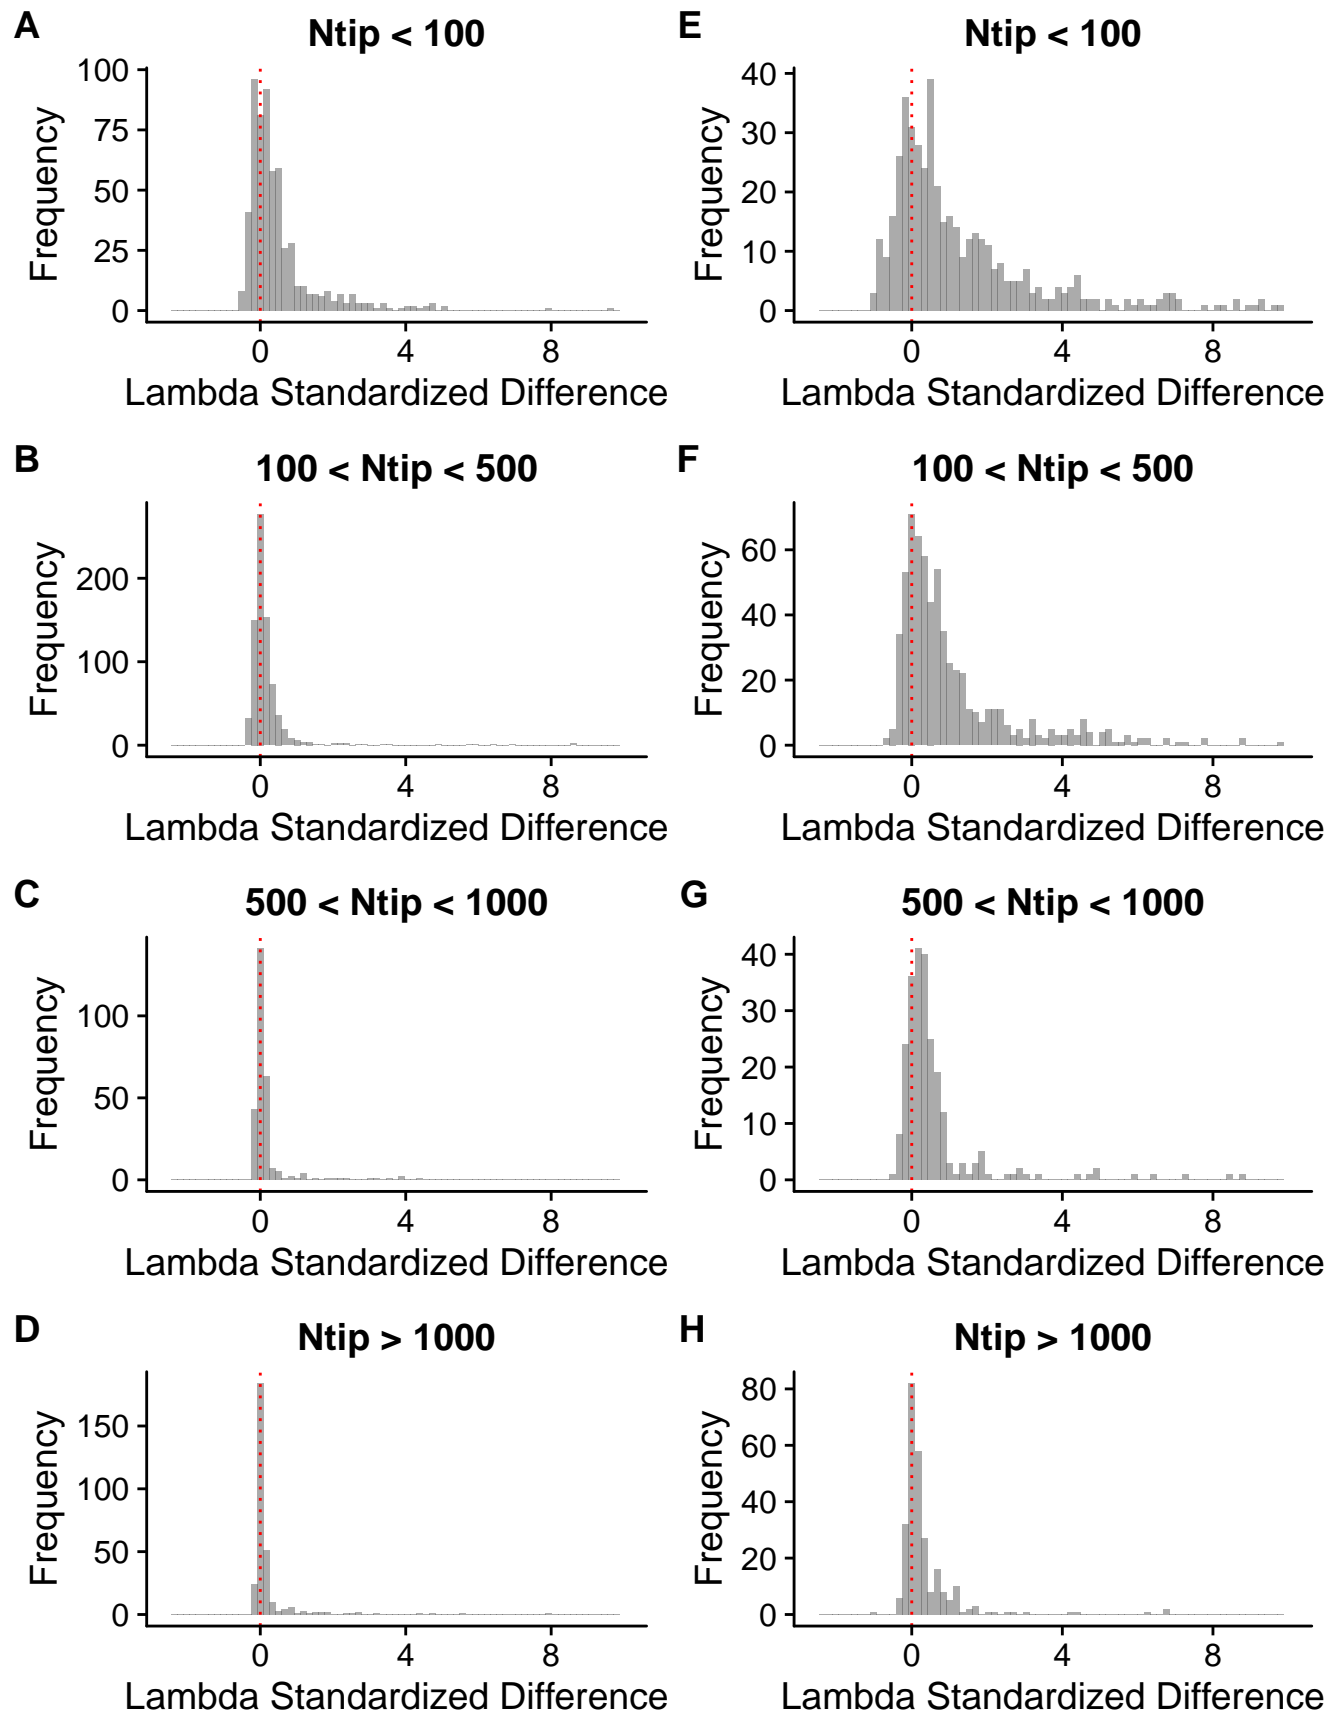 A
Ntip < 100
100
75
50
25
0
Frequency
0 4 8
Lambda Standardized Difference
E
Ntip < 100
40
30
20
10
0
Frequency
0 4 8
Lambda Standardized Difference
B
100 < Ntip < 500
200
100
0
Frequency
0 4 8
Lambda Standardized Difference
F
100 < Ntip < 500
60
40
20
0
Frequency
0 4 8
Lambda Standardized Difference
C
500 < Ntip < 1000
100
50
0
Frequency
0 4 8
Lambda Standardized Difference
G
500 < Ntip < 1000
40
30
20
10
0
Frequency
0 4 8
Lambda Standardized Difference
D
Ntip > 1000
150
100
50
0
Frequency
0 4 8
Lambda Standardized Difference
H
Ntip > 1000
80
60
40
20
0
Frequency
0 4 8
Lambda Standardized Difference